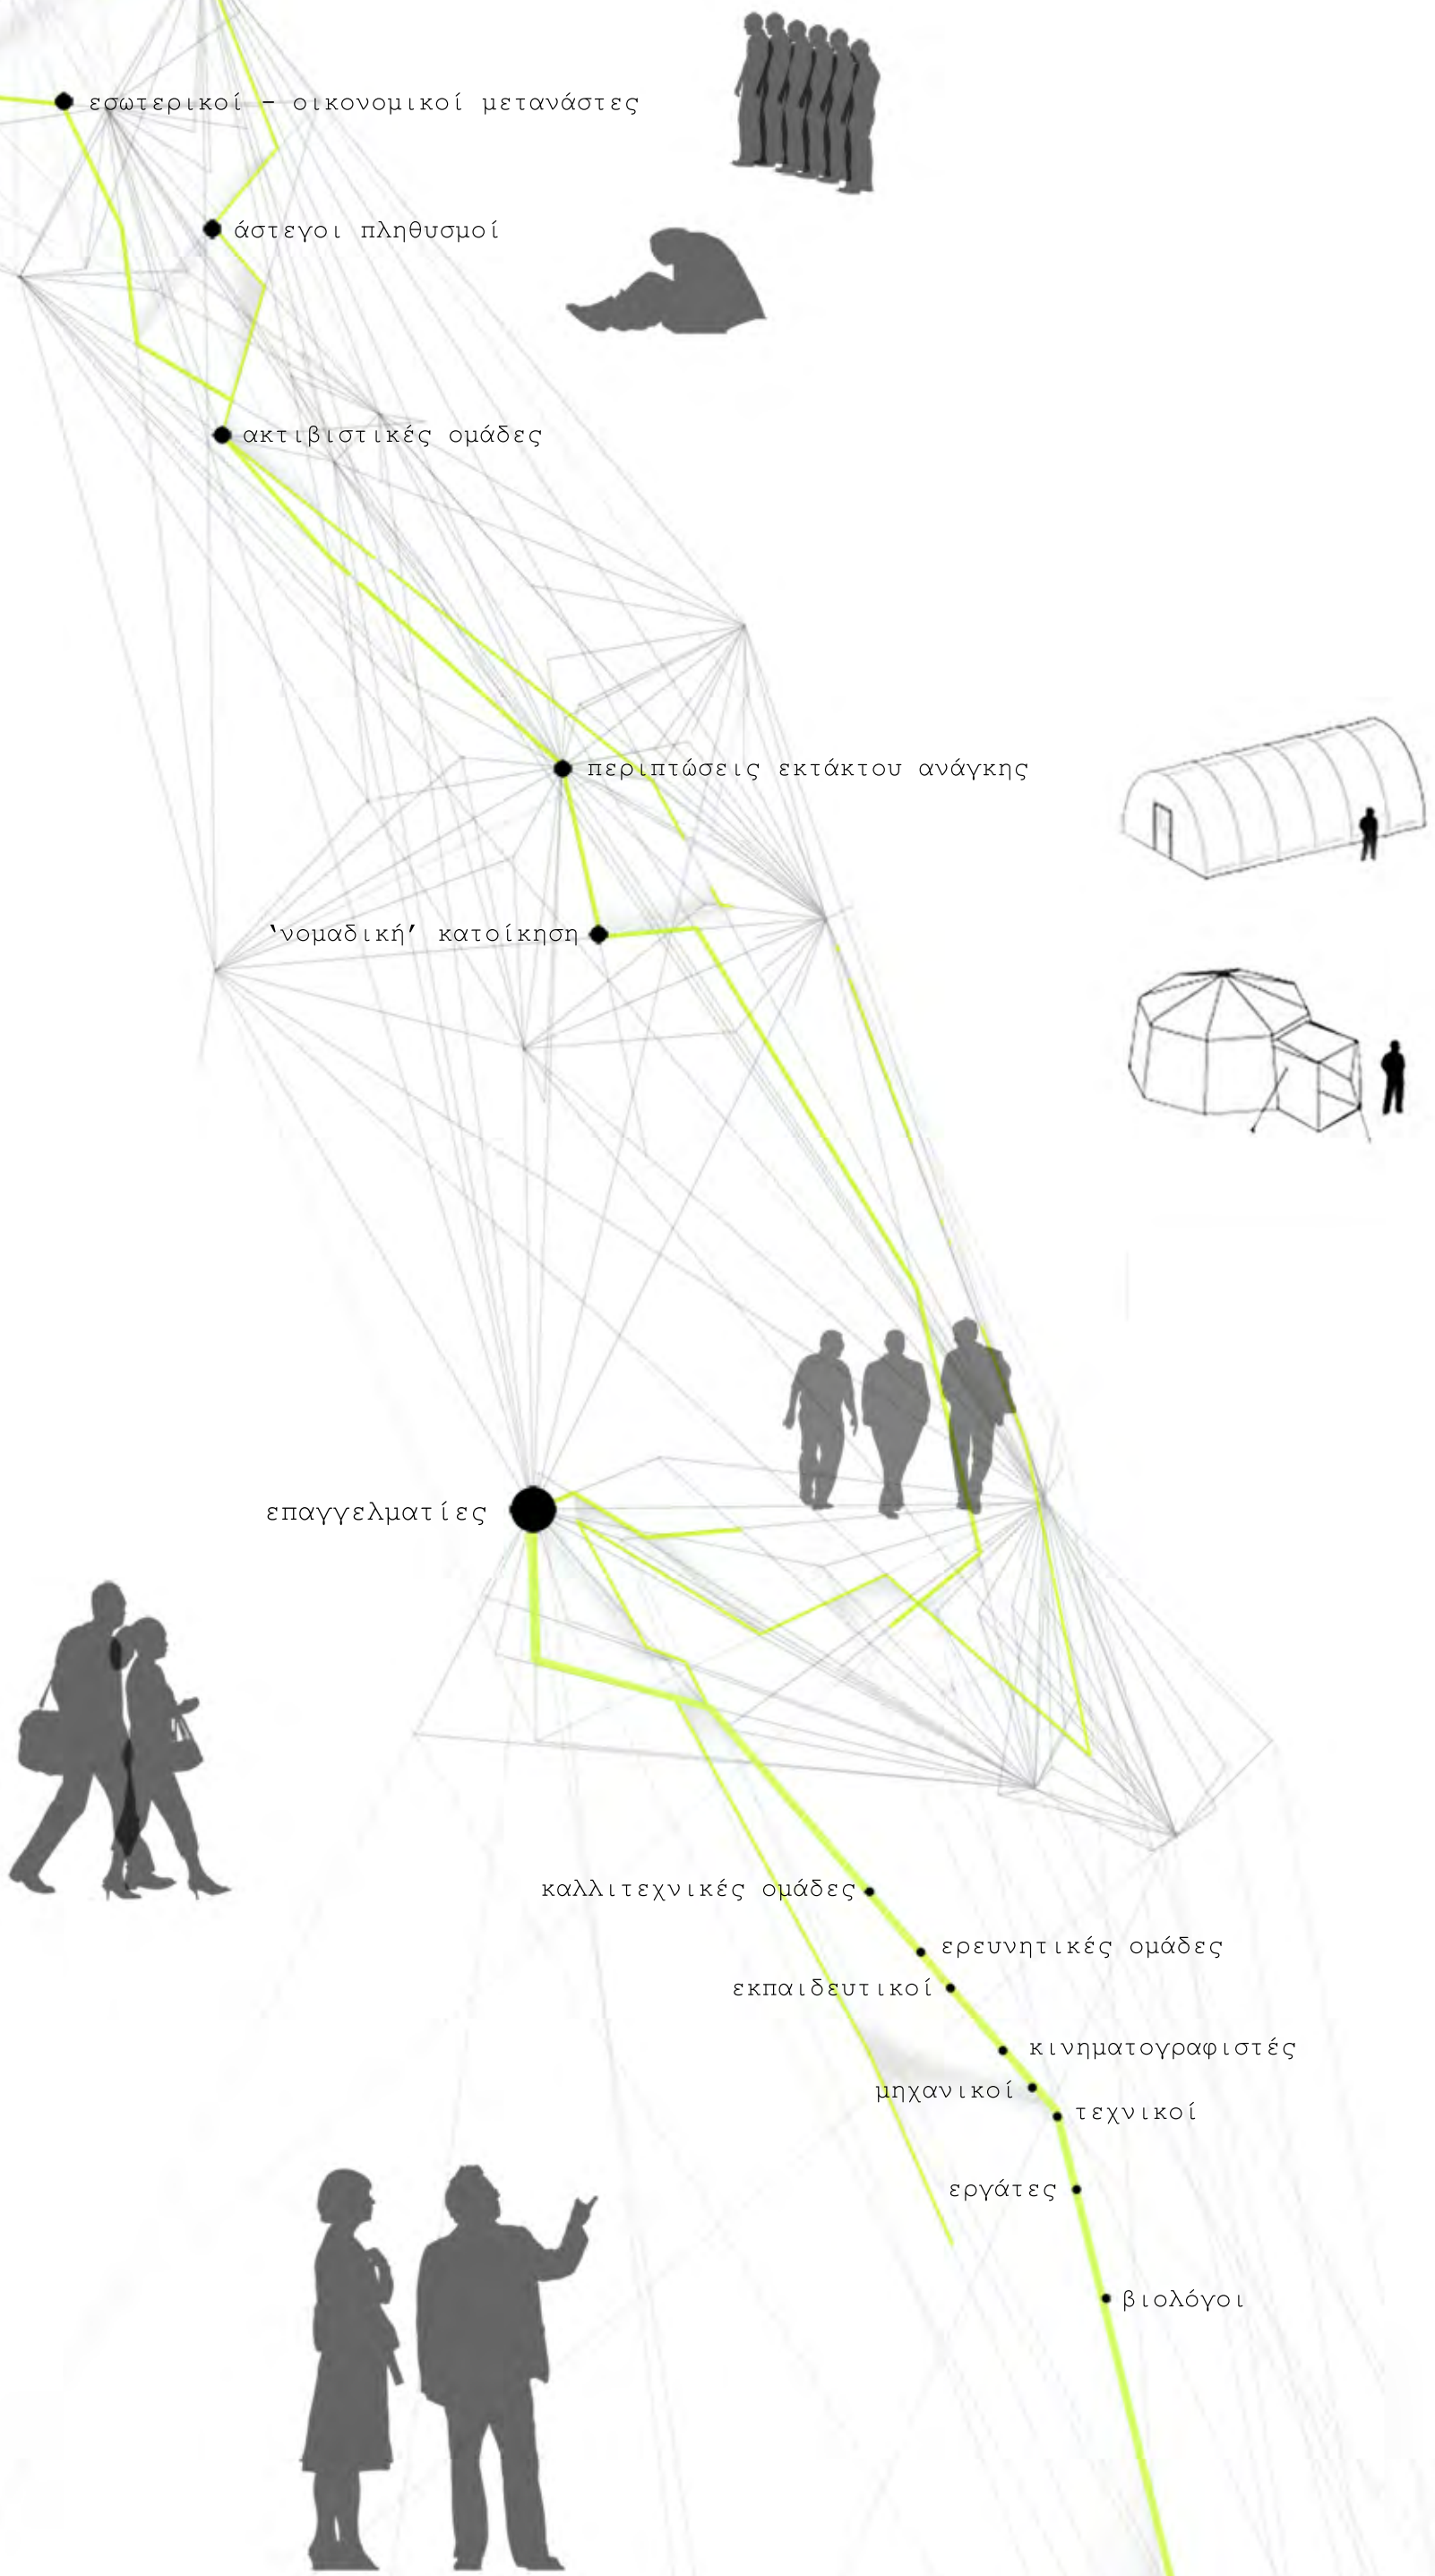 εσωτερικοί - οικονομικοί μετανάστες
άστεγοι πληθυσμοί
ακτιβιστικές ομάδες
περιπτώσεις εκτάκτου ανάγκης
‘νομαδική’ κατοίκηση
επαγγελματίες
καλλιτεχνικές ομάδες
ερευνητικές ομάδες
εκπαιδευτικοί
κινηματογραφιστές
μηχανικοί
τεχνικοί
εργάτες
βιολόγοι